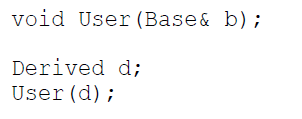 void User(Base& b);
Derived d;
User(d);